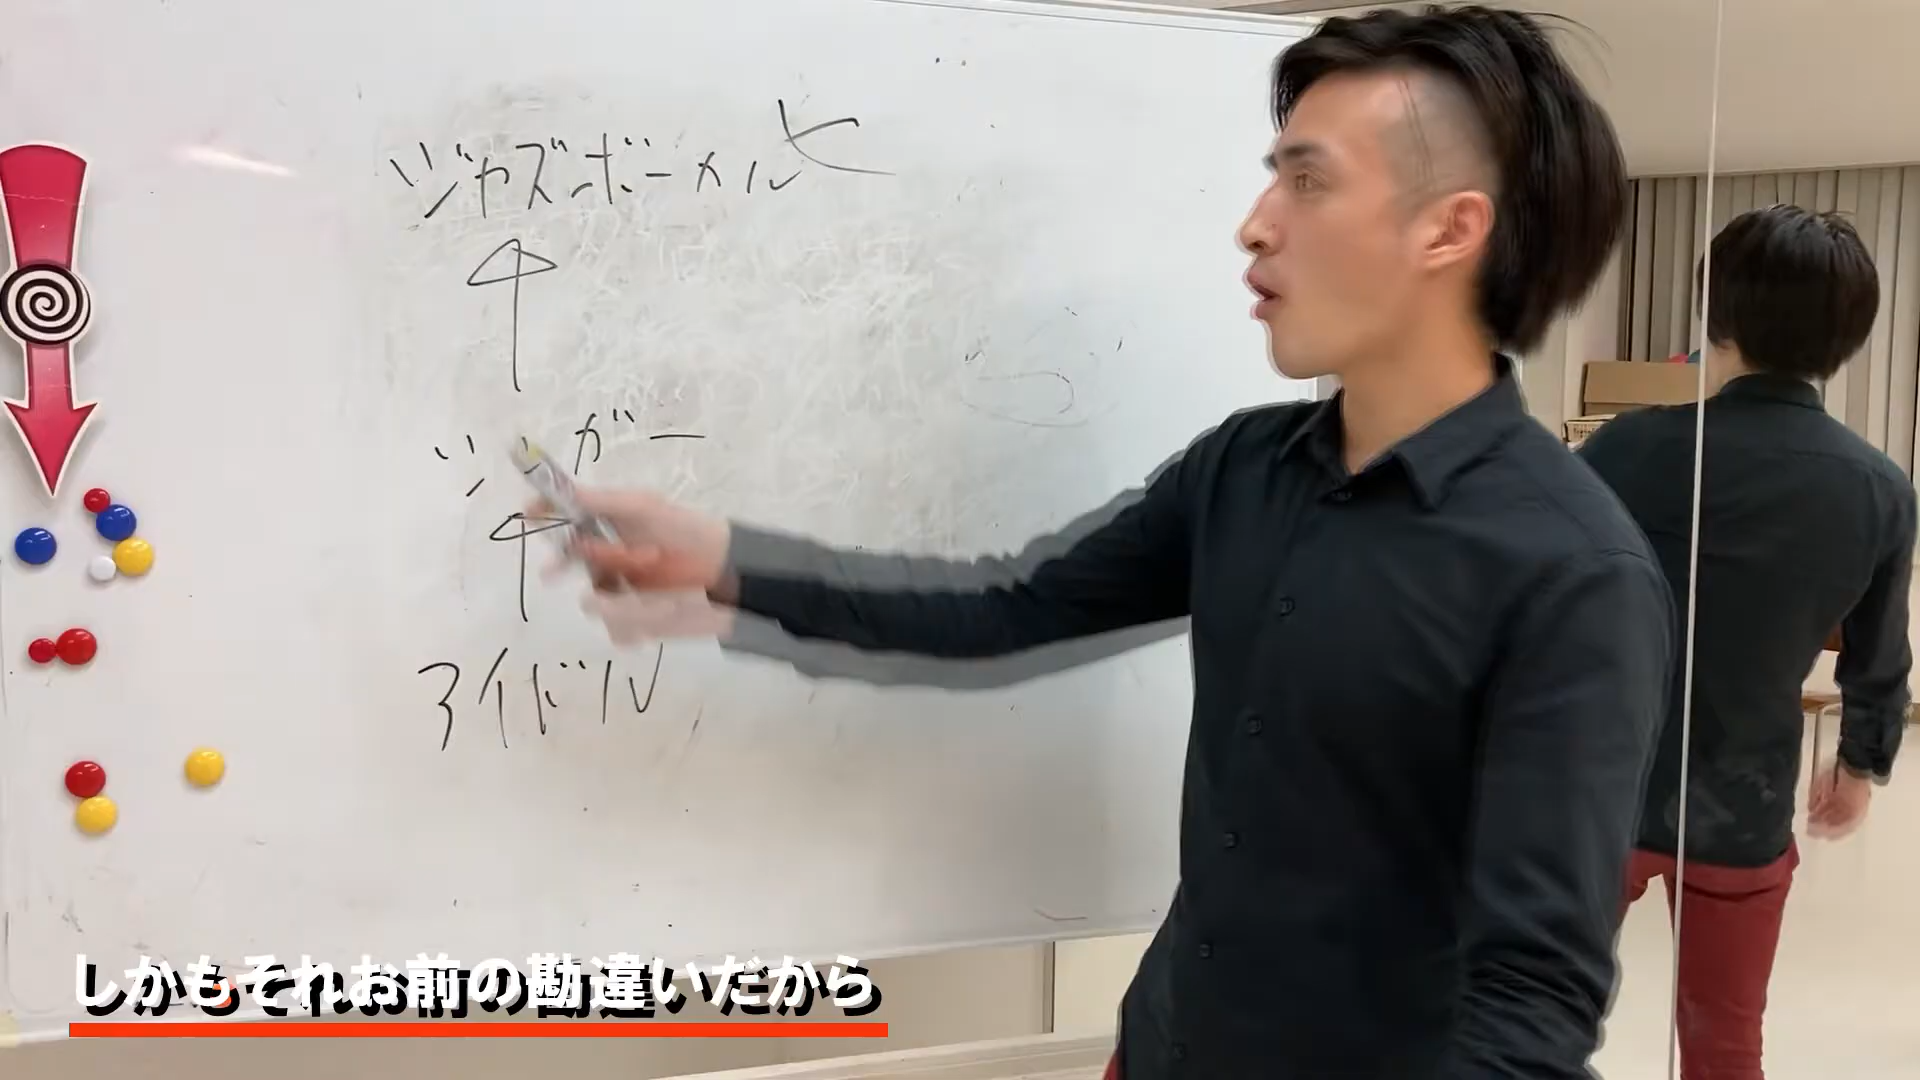 ジャズボーカル
シンガー
アイドル
しかもそれお前の勘違いだから